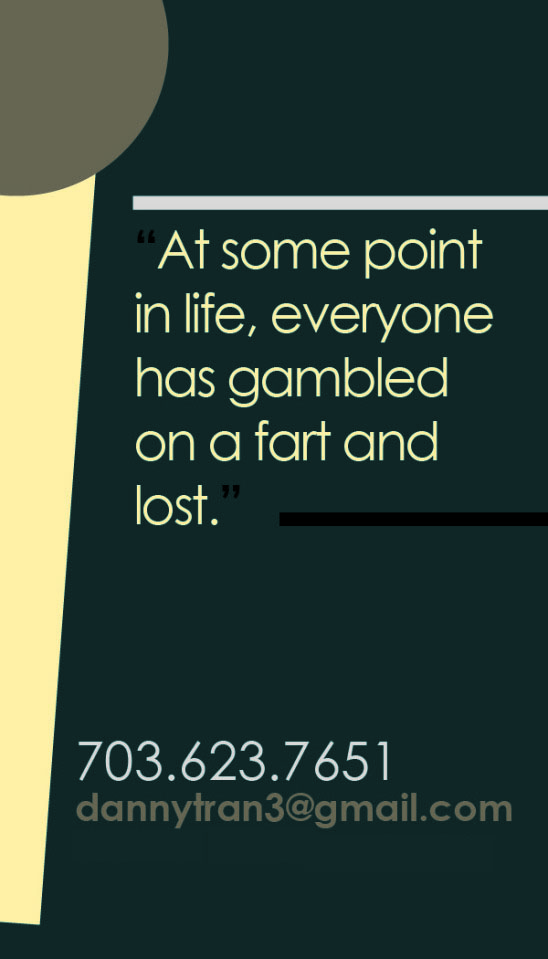 “At some point
in life, everyone
has gambled
on a fart and
lost.”
703.623.7651
dannytran3@gmail.com